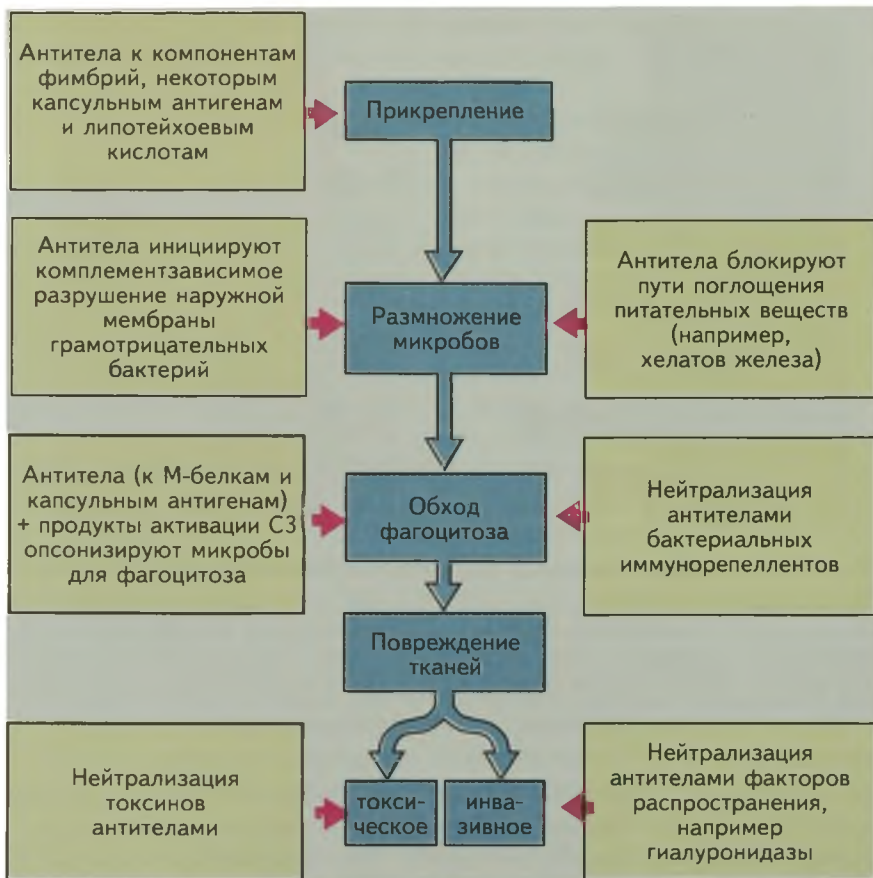 Антитела к компонентам
фимбрий, некоторым
капсульным антигенам
и липотейхоевым
кислотам
Прикрепление
Антитела инициируют
комплементзависимое
разрушение наружной
мембраны
грамотрицательных
бактерий
Размножение
микробов
Антитела блокируют
пути поглощения
питательных веществ
(например,
хелатов железа)
Антитела (к М-белкам и
капсульным антигенам)
+ продукты активации С3
опсонизируют микробы
для фагоцитоза
Обход
фагоцитоза
Нейтрализация
антителами
бактериальных
иммунорепеллентов
Повреждение
тканей
Нейтрализация
токсинов
антителами
токси-
ческое
инва-
зивное
Нейтрализация
антителами факторов
распространения,
например
гиалуронидазы